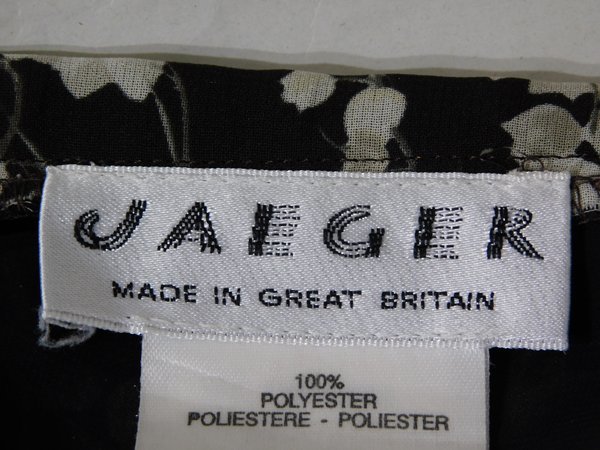 JAEGER
MADE IN GREAT BRITAIN
100%
POLYESTER
POLIESTERE - POLIESTER